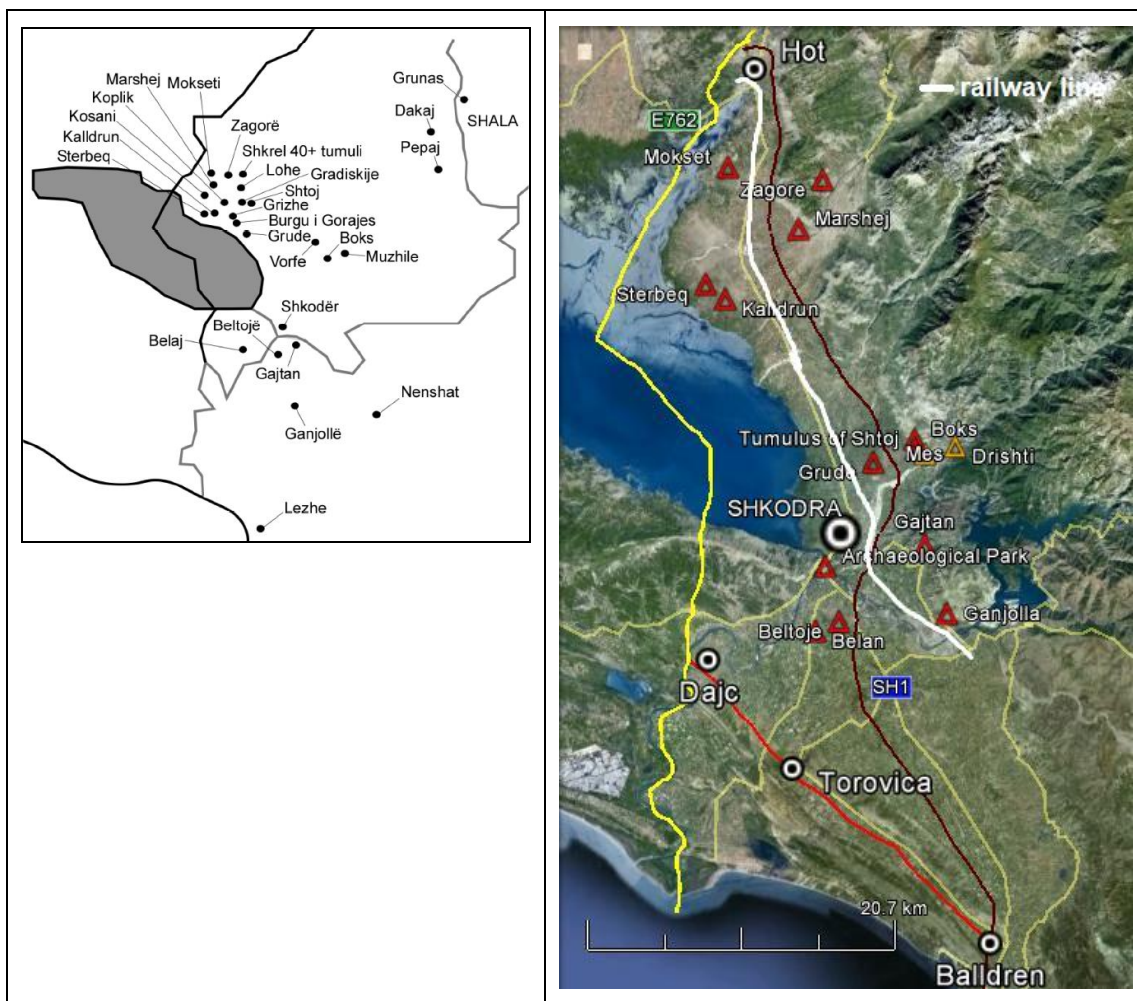 Marshej
Mokseti
Koplik
Kosani
Kalldrun
Sterbeq
Zagorë
Shkrel 40+ tumuli
Lohe
Gradiskije
Shtoj
Grizhe
Burgu i Gorajes
Grude
Boks
Vorfe
Muzhile
Grunas
Dakaj
SHALA
Pepaj
Shkodër
Beltojë
Belaj
Gajtan
Nenshat
Ganjollë
Lezhe
Hot
railway line
E762
Mokset
Zagore
Marshej
Sterbeq
Kalldrun
Boks
Tumulus of Shtoj
Mes
Drishti
Grude
SHKODRA
Gajtan
Archaeological Park
Ganjolla
Beltoje
Belan
Dajc
SH1
Torovica
20.7 km
Balldren